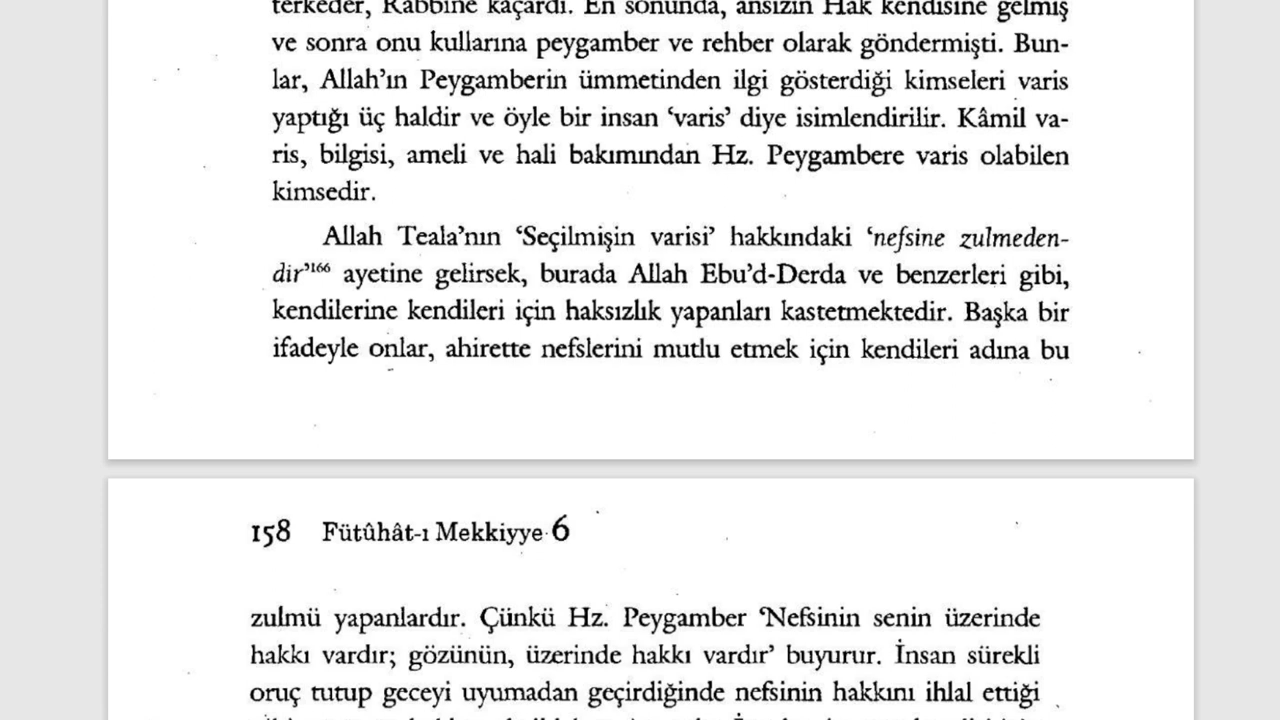 terkeder, Rabbine kaçardı. En sonunda, ansızın Hak kendisine gelmiş
ve sonra onu kullarına peygamber ve rehber olarak göndermişti. Bun-
lar, Allah’ın Peygamberin ümmetinden ilgi gösterdiği kimseleri varis
yaptığı üç haldir ve öyle bir insan ‘varis’ diye isimlendirilir. Kâmil va-
ris, bilgisi, ameli ve hali bakımından Hz. Peygambere varis olabilen
kimsedir.
Allah Teala’nın ‘Seçilmişin varisi’ hakkındaki ‘nefsine zulmeden-
dir’166 ayetine gelirsek, burada Allah Ebu’d-Derda ve benzerleri gibi,
kendilerine kendileri için haksızlık yapanları kastetmektedir. Başka bir
ifadeyle onlar, ahirette nefslerini mutlu etmek için kendileri adına bu
158 Fütûhât-ı Mekkiyye 6
zulmü yapanlardır. Çünkü Hz. Peygamber ‘Nefsinin senin üzerinde
hakkı vardır; gözünün, üzerinde hakkı vardır’ buyurur. İnsan sürekli
oruç tutup geceyi uyumadan geçirdiğinde nefsinin hakkını ihlal ettiği